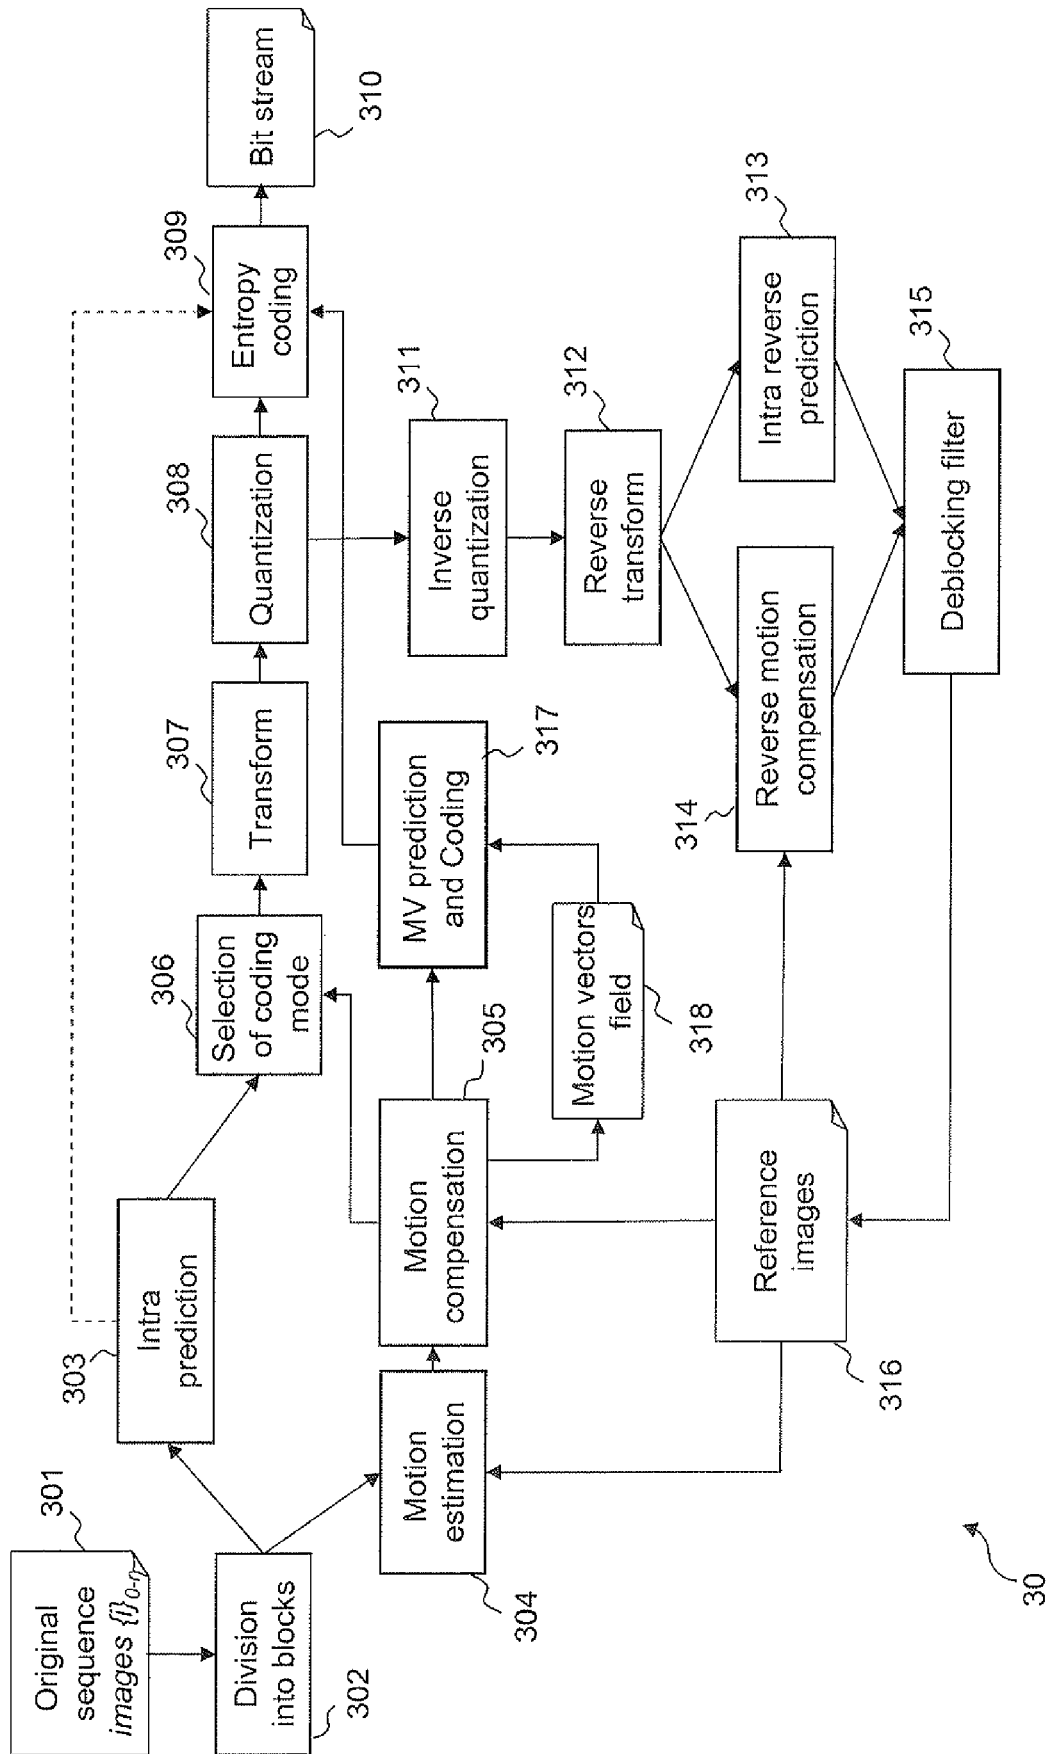 301
Original
sequence
images {i}0-n
Division
into blocks
302
303
Intra
prediction
Motion
estimation
304
Motion
compensation
305
306
Selection
of coding
mode
307
Transform
308
Quantization
309
Entropy
coding
Bit stream
310
MV prediction
and Coding
317
Motion vectors
field
318
311
Inverse
quantization
312
Reverse
transform
313
Intra reverse
prediction
314
Reverse motion
compensation
315
Deblocking filter
Reference
images
316
30